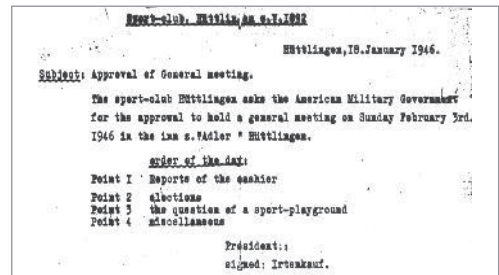 Sport-club, Hüttlingen e.V.1892
Hüttlingen,18.January 1946.
Subject: Approval of General meeting.
The sport-club Hüttlingen asks the American Military Government
for the approval to hold a general meeting on Sunday February 3rd.
1946 in the inn z."Adler " Hüttlingen.
order of the day:
Point I Reports of the cashier
Point 2 elections
Point 3 the question of a sport-playground
Point 4 miscellaneous
Président::
signed: Irtenkauf.